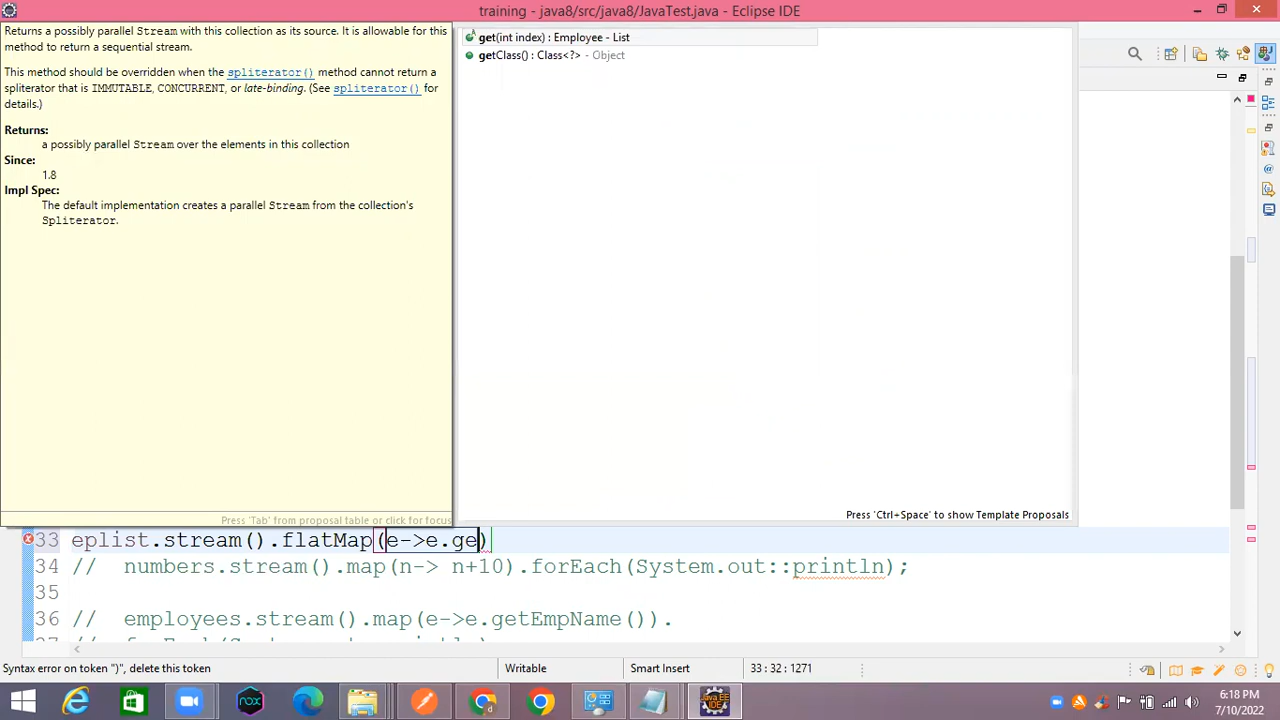 training - java8/src/java8/JavaTest.java - Eclipse IDE
Returns a possibly parallel Stream with this collection as its source. It is allowable for this
method to return a sequential stream.
This method should be overridden when the spliterator() method cannot return a
spliterator that is IMMUTABLE, CONCURRENT, or late-binding. (See spliterator() for
details.)
Returns:
a possibly parallel Stream over the elements in this collection
Since:
1.8
Impl Spec:
The default implementation creates a parallel Stream from the collection's
Spliterator.
Press 'Tab' from proposal table or click for focus
get(int index) : Employee - List
getClass() : Class<?> - Object
Press 'Ctrl+Space' to show Template Proposals
33 eplist.stream().flatMap(e->e.ge)
34 // numbers.stream().map(n-> n+10).forEach(System.out::println);
35
36 // employees.stream().map(e->e.getEmpName()).
Syntax error on token ")", delete this token
Writable
Smart Insert
33 : 32 : 1271
nox
Java EE
IDE
6:18 PM
7/10/2022